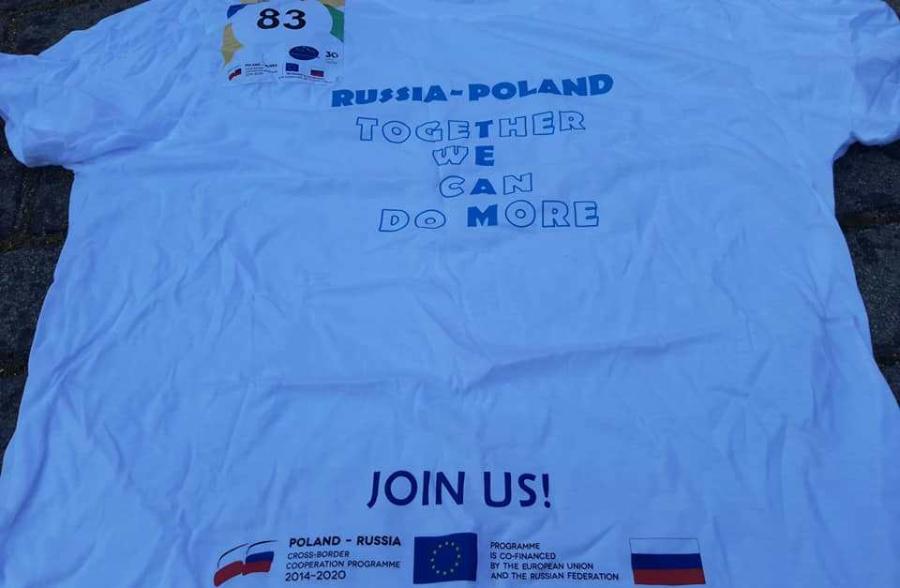 83
RUSSIA-POLAND
TOGETHER
WE
CAN
DO MORE
JOIN US!
POLAND - RUSSIA
CROSS-BORDER
COOPERATION PROGRAMME
2014-2020
PROGRAMME
IS CO-FINANCED
BY THE EUROPEAN UNION
AND THE RUSSIAN FEDERATION